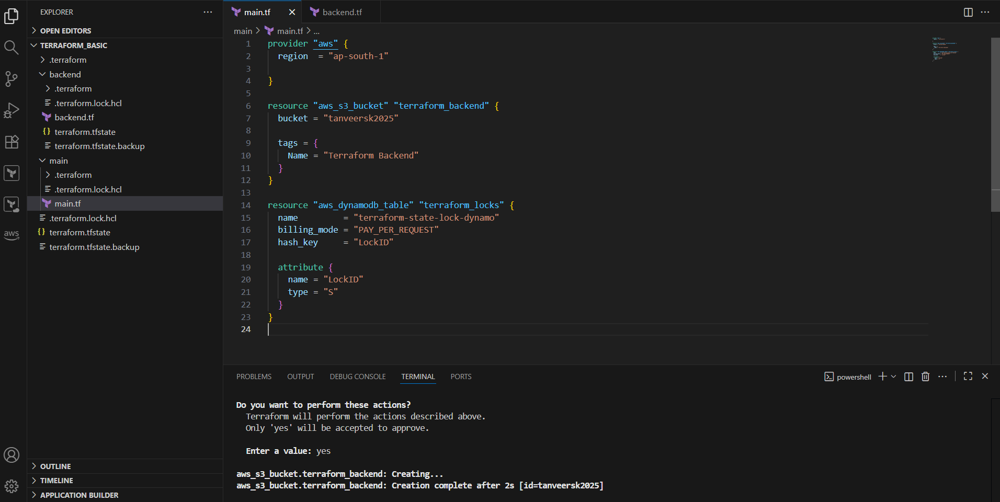 EXPLORER
OPEN EDITORS
TERRAFORM_BASIC
.terraform
backend
.terraform
.terraform.lock.hcl
backend.tf
terraform.tfstate
terraform.tfstate.backup
main
.terraform
.terraform.lock.hcl
main.tf
.terraform.lock.hcl
terraform.tfstate
terraform.tfstate.backup
aws
OUTLINE
TIMELINE
APPLICATION BUILDER
main.tf
backend.tf
main > main.tf > ...
1 provider "aws" {
2   region  = "ap-south-1"
3
4 }
5
6 resource "aws_s3_bucket" "terraform_backend" {
7   bucket = "tanveersk2025"
8
9   tags = {
10     Name = "Terraform Backend"
11   }
12 }
13
14 resource "aws_dynamodb_table" "terraform_locks" {
15   name         = "terraform-state-lock-dynamo"
16   billing_mode = "PAY_PER_REQUEST"
17   hash_key     = "LockID"
18
19   attribute {
20     name = "LockID"
21     type = "S"
22   }
23 }
24
PROBLEMS OUTPUT DEBUG CONSOLE TERMINAL PORTS
powershell
Do you want to perform these actions?
  Terraform will perform the actions described above.
  Only 'yes' will be accepted to approve.
  Enter a value: yes
aws_s3_bucket.terraform_backend: Creating...
aws_s3_bucket.terraform_backend: Creation complete after 2s [id=tanveersk2025]